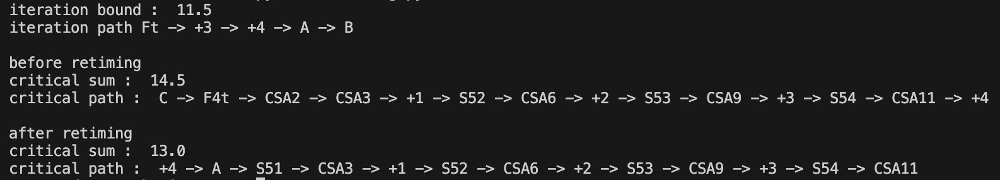 iteration bound :  11.5
iteration path Ft -> +3 -> +4 -> A -> B
before retiming
critical sum :  14.5
critical path :  C -> F4t -> CSA2 -> CSA3 -> +1 -> S52 -> CSA6 -> +2 -> S53 -> CSA9 -> +3 -> S54 -> CSA11 -> +4
after retiming
critical sum :  13.0
critical path :  +4 -> A -> S51 -> CSA3 -> +1 -> S52 -> CSA6 -> +2 -> S53 -> CSA9 -> +3 -> S54 -> CSA11